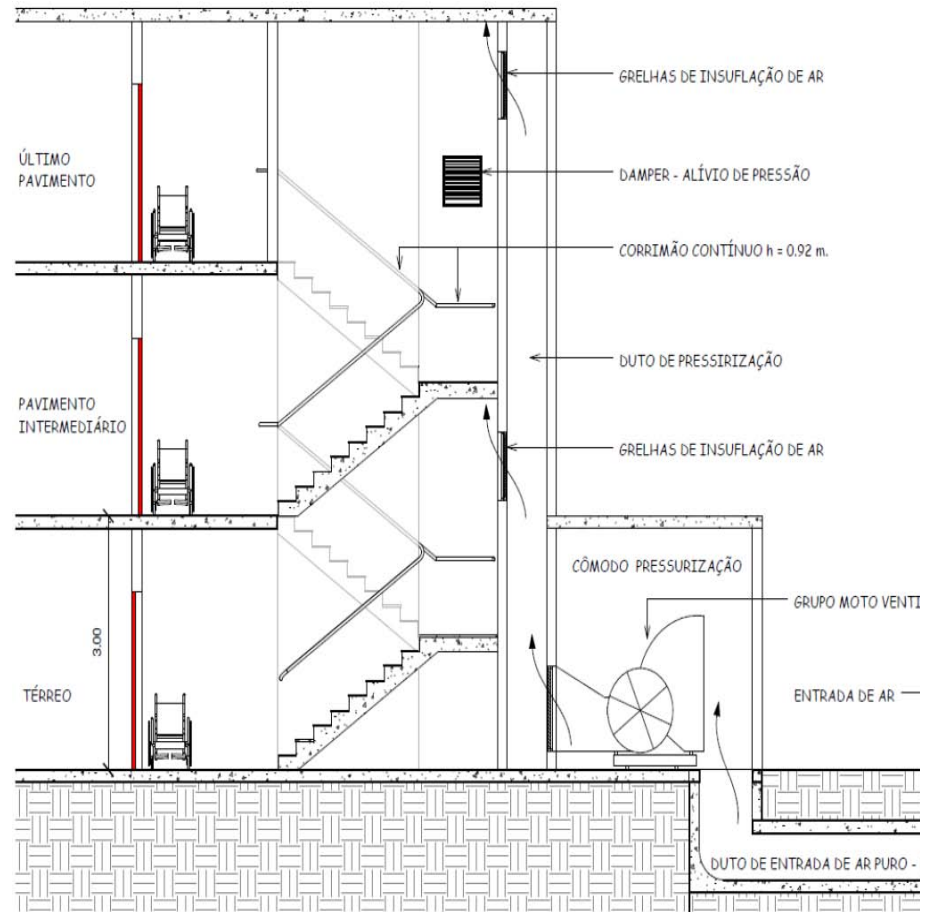 GRELHAS DE INSUFLAÇÃO DE AR
ÚLTIMO
PAVIMENTO
DAMPER - ALÍVIO DE PRESSÃO
CORRIMÃO CONTÍNUO h = 0.92 m.
DUTO DE PRESSIRIZAÇÃO
PAVIMENTO
INTERMEDIÁRIO
GRELHAS DE INSUFLAÇÃO DE AR
CÔMODO PRESSURIZAÇÃO
GRUPO MOTO VENTI
3.00
TÉRREO
ENTRADA DE AR
DUTO DE ENTRADA DE AR PURO -